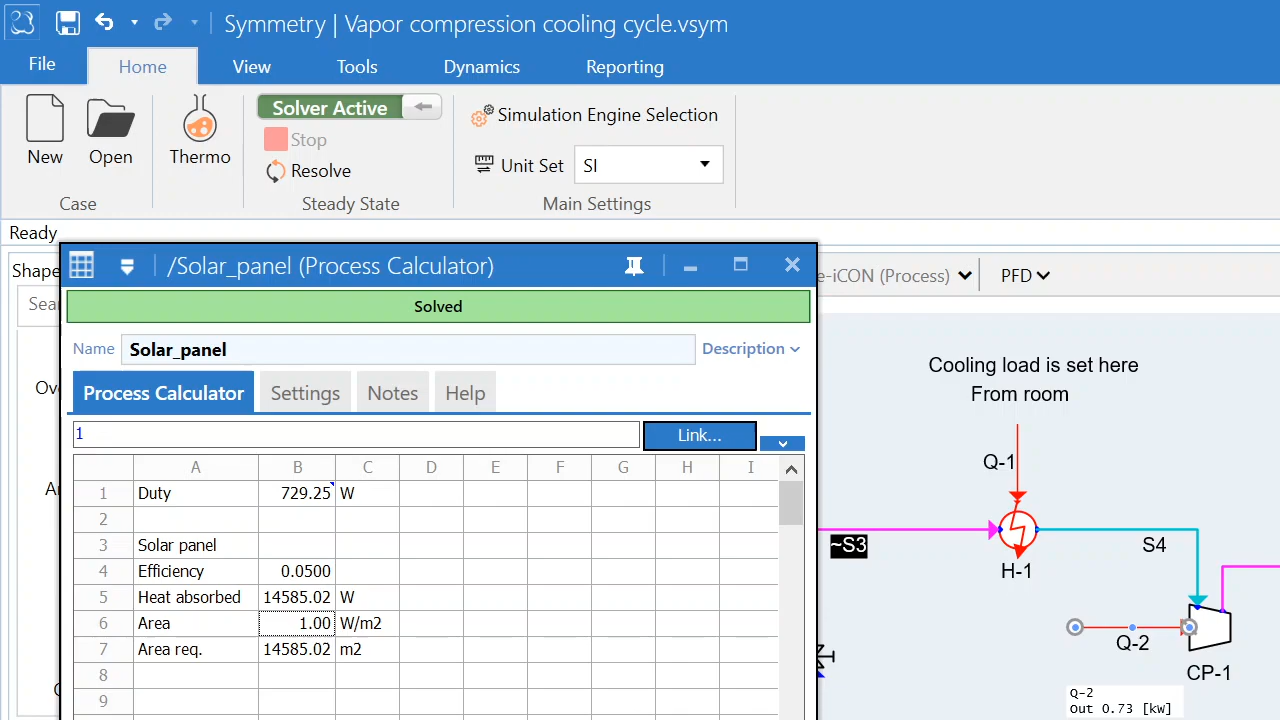 Symmetry | Vapor compression cooling cycle.vsym
File Home View Tools Dynamics Reporting
New Open Thermo
Solver Active
Stop
Resolve
Simulation Engine Selection
Unit Set SI
Case Steady State Main Settings
Ready
/Solar_panel (Process Calculator)
Solved
Name Solar_panel Description
Process Calculator Settings Notes Help
1 Link...
A B C D E F G H I
1 Duty 729.25 W
2
3 Solar panel
4 Efficiency 0.0500
5 Heat absorbed 14585.02 W
6 Area 1.00 W/m2
7 Area req. 14585.02 m2
8
9
Shape
Sea
Ov
e-iCON (Process) PFD
Cooling load is set here
From room
Q-1
~S3
H-1
S4
Q-2
CP-1
Q-2
Out 0.73 [kw]